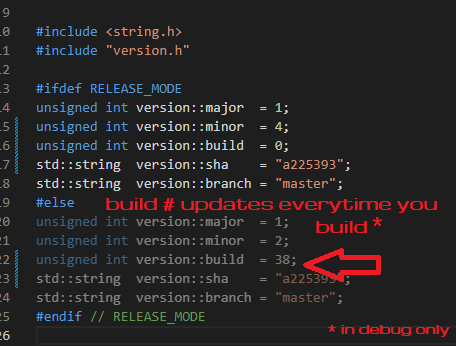 9
10 #include <string.h>
11 #include "version.h"
12
13 #ifdef RELEASE_MODE
14 unsigned int version::major = 1;
15 unsigned int version::minor = 4;
16 unsigned int version::build = 0;
17 std::string version::sha = "a225393";
18 std::string version::branch = "master";
19 #else
build # updates everytime you
build *
20 unsigned int version::major = 1;
21 unsigned int version::minor = 2;
22 unsigned int version::build = 38;
23 std::string version::sha = "a225393";
24 std::string version::branch = "master";
25 #endif // RELEASE_MODE
* in debug only
26